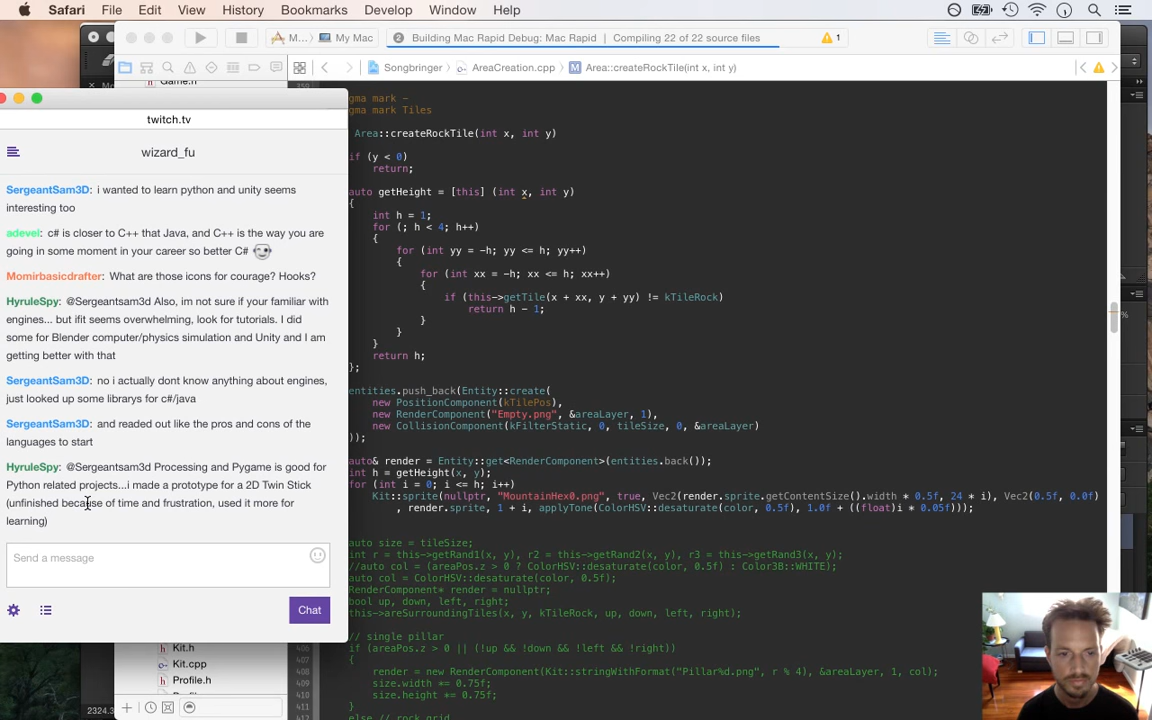 Safari File Edit View History Bookmarks Develop Window Help
M... My Mac
2 Building Mac Rapid Debug: Mac Rapid | Compiling 22 of 22 source files
1
Songbringer AreaCreation.cpp M Area::createRockTile(int x, int y)
twitch.tv
wizard_fu
SergeantSam3D: i wanted to learn python and unity seems
interesting too
adevel: c# is closer to C++ that Java, and C++ is the way you are
going in some moment in your career so better C#
Momirbasicdrafter: What are those icons for courage? Hooks?
HyruleSpy: @Sergeantsam3d Also, im not sure if your familiar with
engines... but ifit seems overwhelming, look for tutorials. I did
some for Blender computer/physics simulation and Unity and I am
getting better with that
SergeantSam3D: no i actually dont know anything about engines,
just looked up some librarys for c#/java
SergeantSam3D: and readed out like the pros and cons of the
languages to start
HyruleSpy: @Sergeantsam3d Processing and Pygame is good for
Python related projects...i made a prototype for a 2D Twin Stick
(unfinished because of time and frustration, used it more for
learning)
Send a message
Chat
Kit.h
Kit.cpp
Profile.h
2324.3
gma mark -
gma mark Tiles
Area::createRockTile(int x, int y)
if (y < 0)
return;
auto getHeight = [this] (int x, int y)
{
int h = 1;
for (; h < 4; h++)
{
for (int yy = -h; yy <= h; yy++)
{
for (int xx = -h; xx <= h; xx++)
{
if (this->getTile(x + xx, y + yy) != kTileRock)
return h - 1;
}
}
}
return h;
};
entities.push_back(Entity::create(
new PositionComponent(kTilePos),
new RenderComponent("Empty.png", &areaLayer, 1),
new CollisionComponent(kFilterStatic, 0, tileSize, 0, &areaLayer)
));
auto& render = Entity::get<RenderComponent>(entities.back());
int h = getHeight(x, y);
for (int i = 0; i <= h; i++)
Kit::sprite(nullptr, "MountainHex0.png", true, Vec2(render.sprite.getContentSize().width * 0.5f, 24 * i), Vec2(0.5f, 0.0f)
, render.sprite, 1 + i, applyTone(ColorHSV::desaturate(color, 0.5f), 1.0f + ((float)i * 0.05f)));
auto size = tileSize;
int r = this->getRand1(x, y), r2 = this->getRand2(x, y), r3 = this->getRand3(x, y);
//auto col = (areaPos.z > 0 ? ColorHSV::desaturate(color, 0.5f) : Color3B::WHITE);
auto col = ColorHSV::desaturate(color, 0.5f);
RenderComponent* render = nullptr;
bool up, down, left, right;
this->areSurroundingTiles(x, y, kTileRock, up, down, left, right);
// single pillar
406 if (areaPos.z > 0 || (!up && !down && !left && !right))
407 {
408 render = new RenderComponent(Kit::stringWithFormat("Pillar%d.png", r % 4), &areaLayer, 1, col);
409 size.width *= 0.75f;
410 size.height *= 0.75f;
411 }
412 else // rock grid